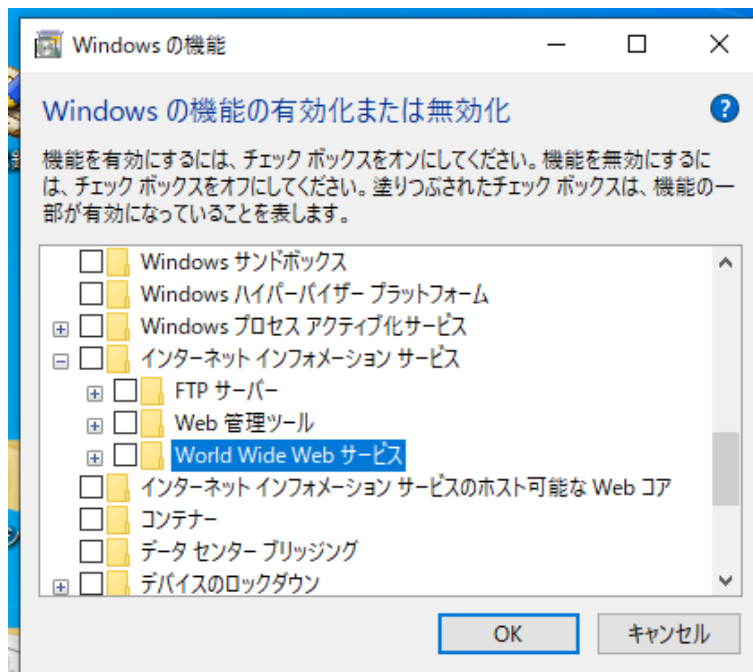 Windows の機能
Windows の機能の有効化または無効化
機能を有効にするには、チェック ボックスをオンにしてください。機能を無効にするに
は、チェック ボックスをオフにしてください。塗りつぶされたチェック ボックスは、機能の一
部が有効になっていることを表します。
Windows サンドボックス
Windows ハイパーバイザー プラットフォーム
Windows プロセス アクティブ化サービス
インターネット インフォメーション サービス
FTP サーバー
Web 管理ツール
World Wide Web サービス
インターネット インフォメーション サービスのホスト可能な Web コア
コンテナー
データ センター ブリッジング
デバイスのロックダウン
OK キャンセル